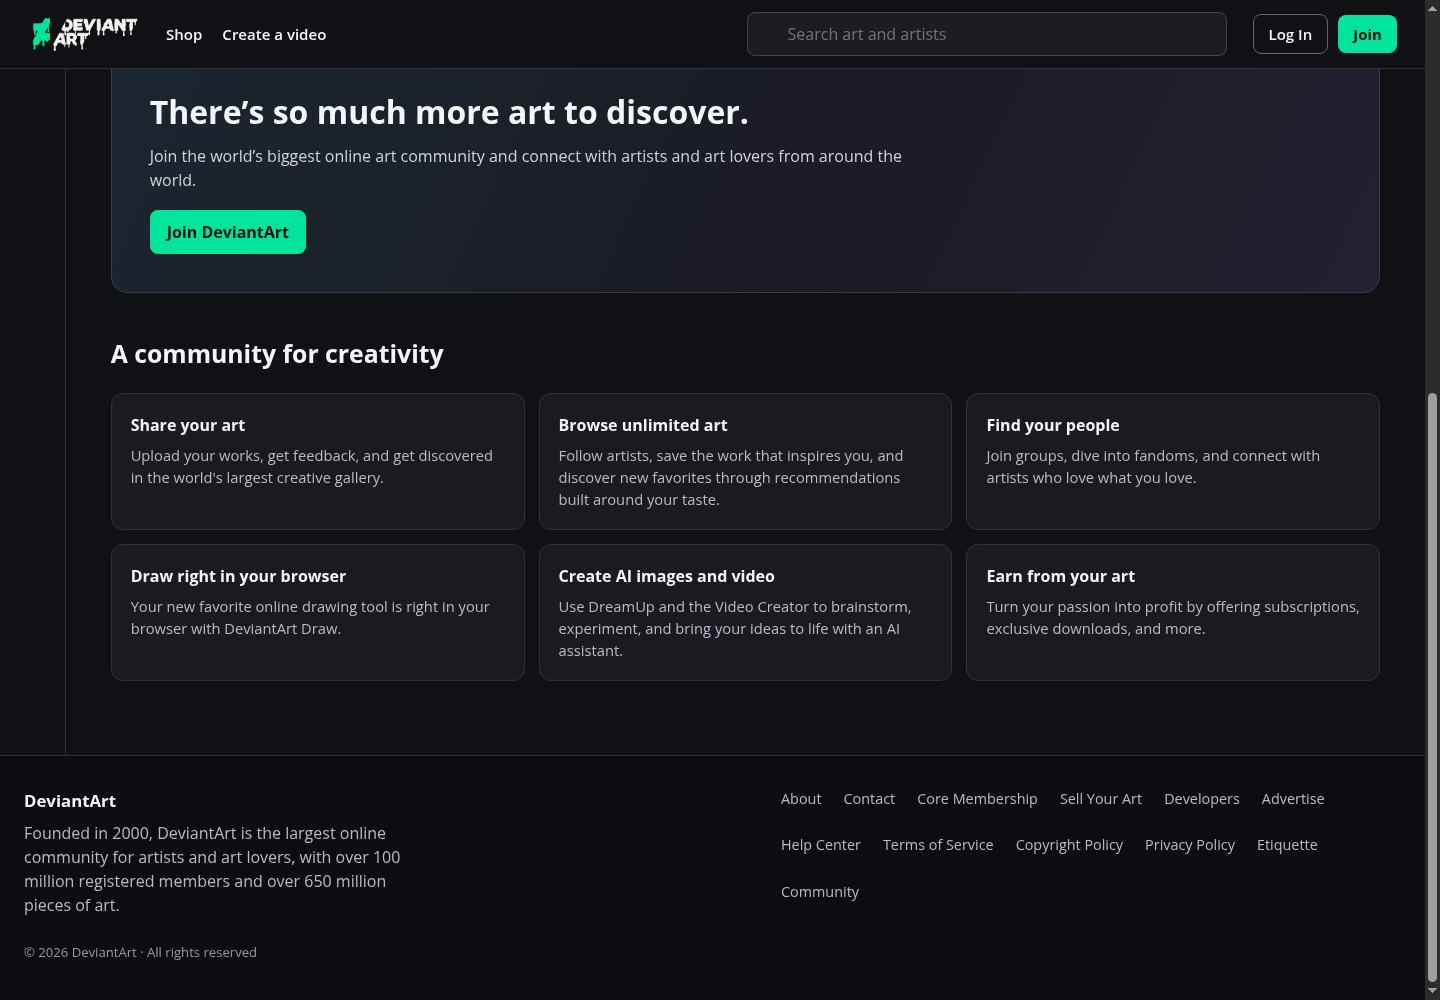 DEVIANT
ART
Shop
Create a video
Search art and artists
Log In
Join
There’s so much more art to discover.
Join the world’s biggest online art community and connect with artists and art lovers from around the
world.
Join DeviantArt
A community for creativity
Share your art
Upload your works, get feedback, and get discovered
in the world's largest creative gallery.
Browse unlimited art
Follow artists, save the work that inspires you, and
discover new favorites through recommendations
built around your taste.
Find your people
Join groups, dive into fandoms, and connect with
artists who love what you love.
Draw right in your browser
Your new favorite online drawing tool is right in your
browser with DeviantArt Draw.
Create AI images and video
Use DreamUp and the Video Creator to brainstorm,
experiment, and bring your ideas to life with an AI
assistant.
Earn from your art
Turn your passion into profit by offering subscriptions,
exclusive downloads, and more.
DeviantArt
Founded in 2000, DeviantArt is the largest online
community for artists and art lovers, with over 100
million registered members and over 650 million
pieces of art.
© 2026 DeviantArt · All rights reserved
About Contact Core Membership Sell Your Art Developers Advertise
Help Center Terms of Service Copyright Policy Privacy Policy Etiquette
Community